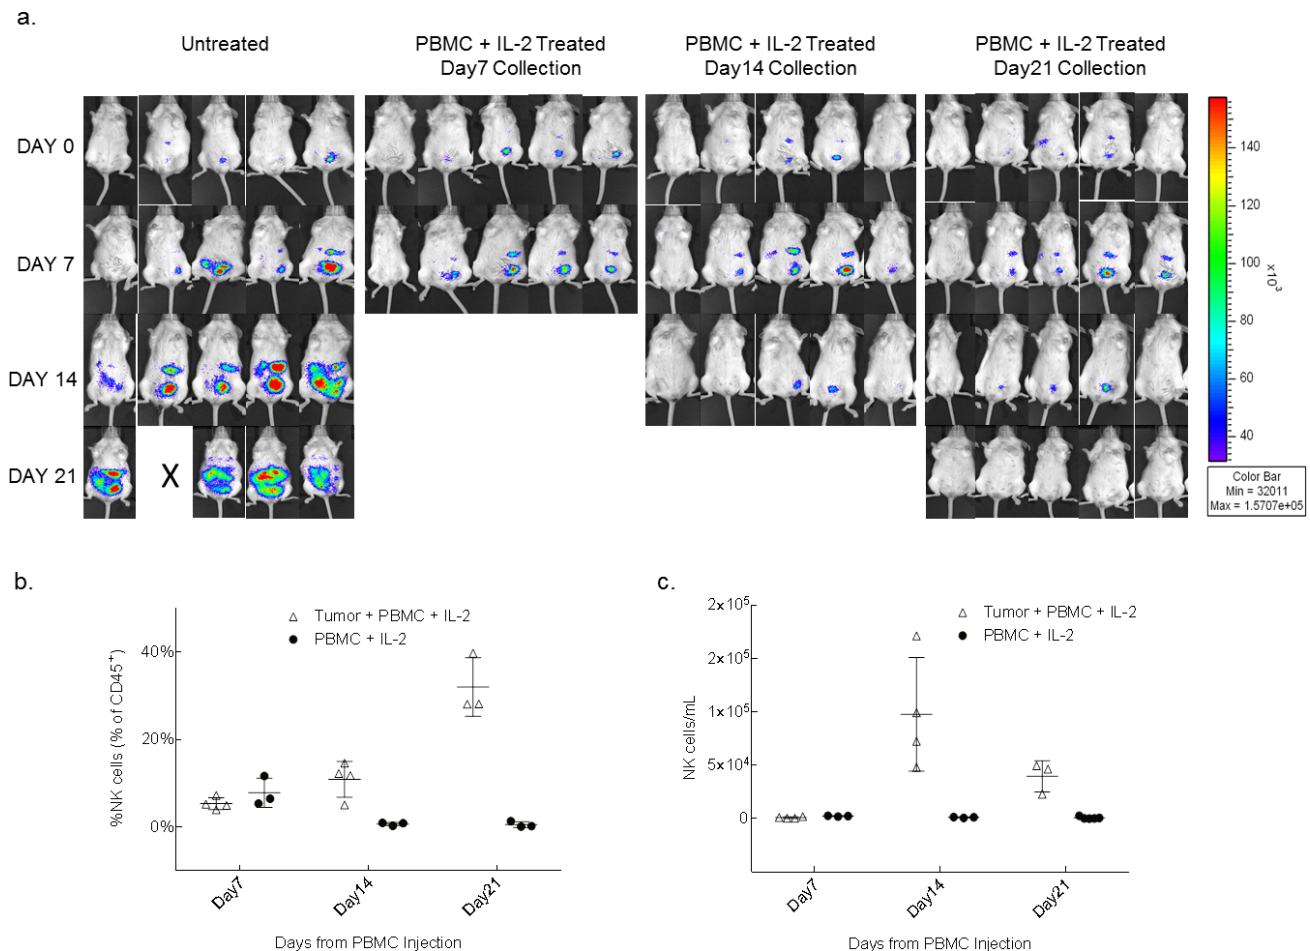 a.
Untreated
PBMC + IL-2 Treated
Day7 Collection
PBMC + IL-2 Treated
Day14 Collection
PBMC + IL-2 Treated
Day21 Collection
DAY 0
DAY 7
DAY 14
DAY 21
X
140
120
100
80
60
40
x10³
Color Bar
Min = 32011
Max = 1.5707e+05
b.
Tumor + PBMC + IL-2
PBMC + IL-2
%NK cells (% of CD45⁺)
40%
20%
0%
Day7
Day14
Day21
Days from PBMC Injection
c.
Tumor + PBMC + IL-2
PBMC + IL-2
NK cells/mL
2x10⁵
2x10⁵
1x10⁵
5x10⁴
0
Day7
Day14
Day21
Days from PBMC Injection